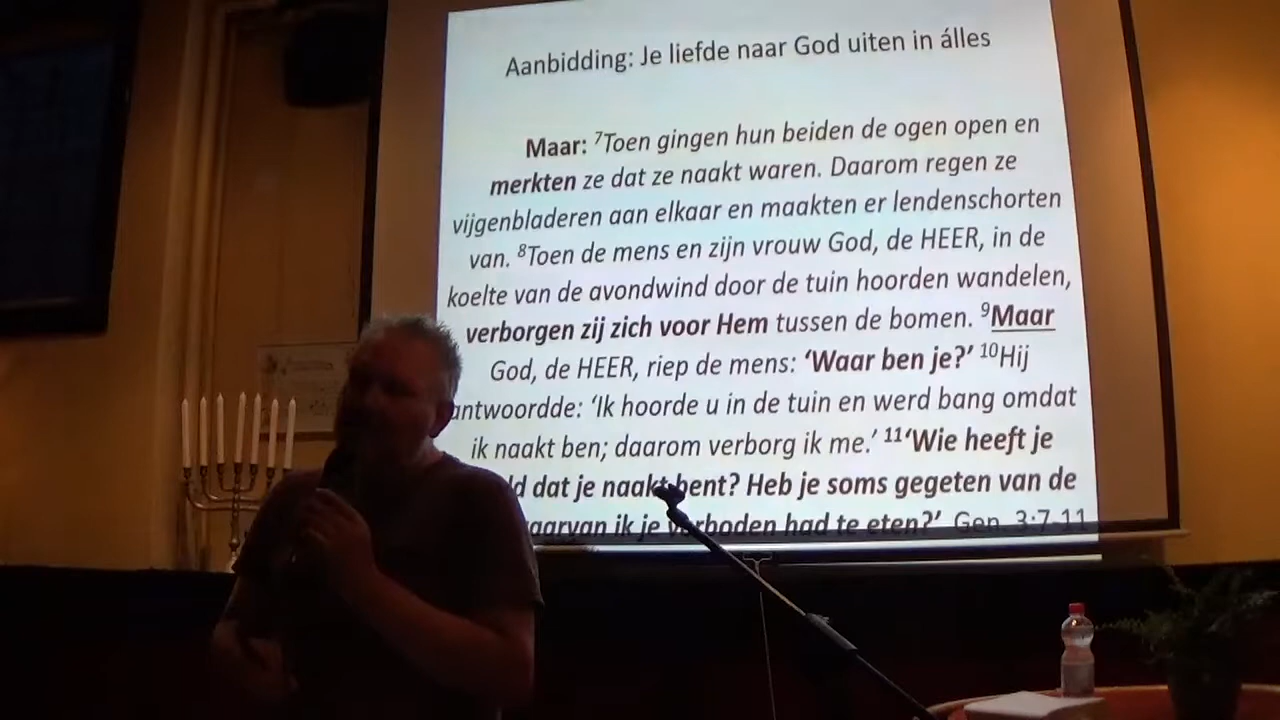 Aanbidding: Je liefde naar God uiten in álles
Maar: ⁷Toen gingen hun beiden de ogen open en
merkten ze dat ze naakt waren. Daarom regen ze
vijgenbladeren aan elkaar en maakten er lendenschorten
van. ⁸Toen de mens en zijn vrouw God, de HEER, in de
koelte van de avondwind door de tuin hoorden wandelen,
verborgen zij zich voor Hem tussen de bomen. ⁹Maar
God, de HEER, riep de mens: ‘Waar ben je?’ ¹⁰Hij
antwoordde: ‘Ik hoorde u in de tuin en werd bang omdat
ik naakt ben; daarom verborg ik me.’ ¹¹‘Wie heeft je
dat je naakt bent? Heb je soms gegeten van de
ik je verboden had te eten?’ Gen. 3:7-11